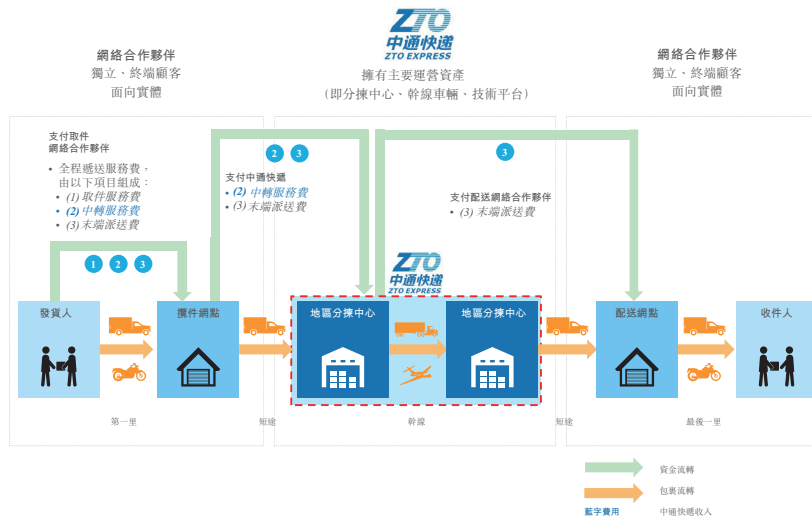 網絡合作夥伴
獨立、終端顧客
面向實體
ZTO
中通快递
ZTO EXPRESS
擁有主要運營資產
(即分揀中心、幹線車輛、技術平台)
網絡合作夥伴
獨立、終端顧客
面向實體
支付取件
網絡合作夥伴
• 全程遞送服務費，
由以下項目組成：
• (1) 取件服務費
• (2) 中轉服務費
• (3) 末端派送費
1 2 3
2 3
支付中通快遞
• (2) 中轉服務費
• (3) 末端派送費
3
支付配送網絡合作夥伴
• (3) 末端派送費
ZTO
中通快递
ZTO EXPRESS
發貨人
攬件網點
地區分揀中心
地區分揀中心
配送網點
收件人
第一里
短途
幹線
短途
最後一里
資金流轉
包裹流轉
藍字費用 中通快遞收入